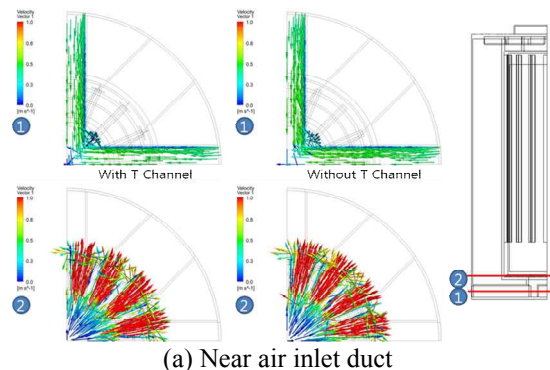 Velocity
Vector 1
1.0
0.8
0.5
0.3
0.0
[m s^-1]
1
With T Channel
Velocity
Vector 1
1.0
0.8
0.5
0.3
0.0
[m s^-1]
1
Without T Channel
Velocity
Vector 1
1.0
0.8
0.5
0.3
0.0
[m s^-1]
2
Velocity
Vector 1
1.0
0.8
0.5
0.3
0.0
[m s^-1]
2
2
1
(a) Near air inlet duct